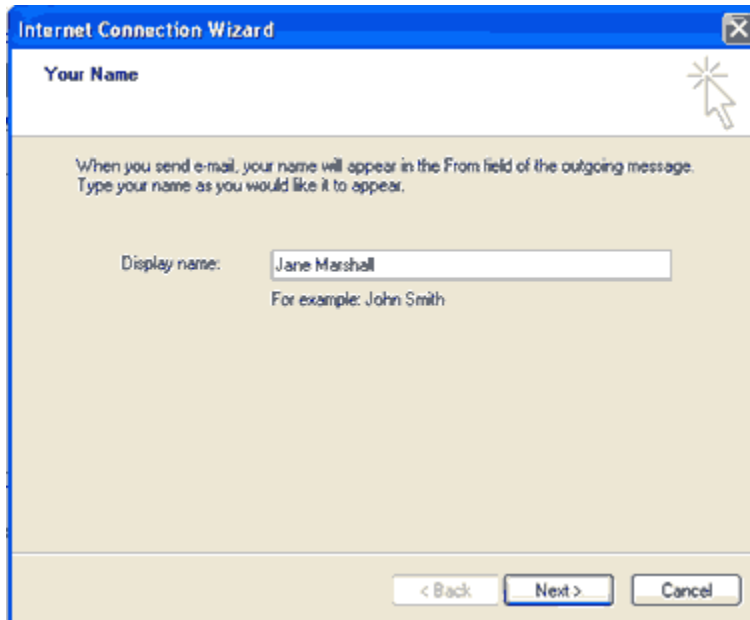 Internet Connection Wizard
Your Name
When you send e-mail, your name will appear in the From field of the outgoing message.
Type your name as you would like it to appear.
Display name: Jane Marshall
For example: John Smith
< Back Next > Cancel